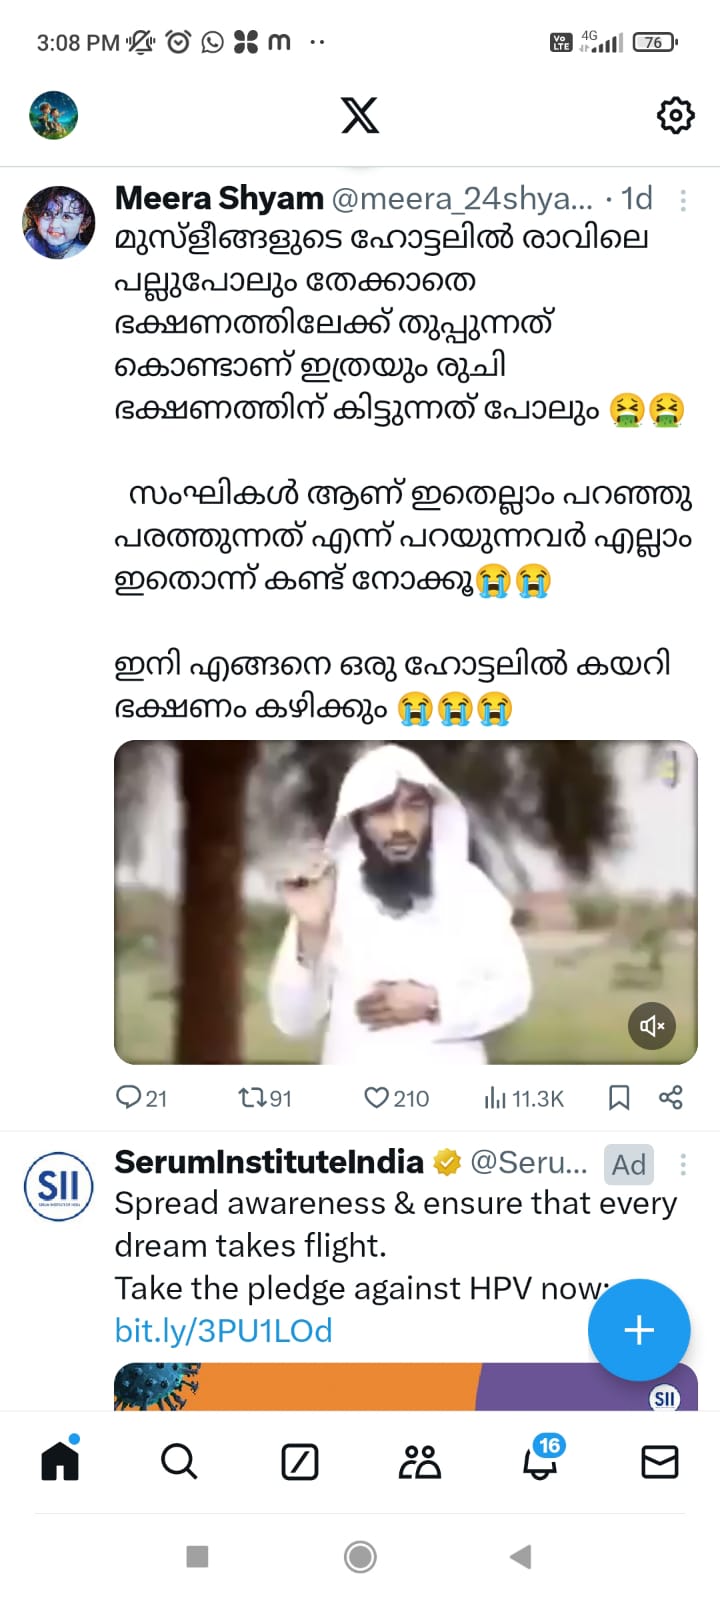 3:08 PM
Vo LTE 4G 76
X
Meera Shyam @meera_24shya... · 1d
മുസ്ളീങ്ങളുടെ ഹോട്ടലിൽ രാവിലെ
പല്ലുപോലും തേക്കാതെ
ഭക്ഷണത്തിലേക്ക് തുപ്പുന്നത്
കൊണ്ടാണ് ഇത്രയും രുചി
ഭക്ഷണത്തിന് കിട്ടുന്നത് പോലും 🤮🤮
സംഘികൾ ആണ് ഇതെല്ലാം പറഞ്ഞു
പരത്തുന്നത് എന്ന് പറയുന്നവർ എല്ലാം
ഇതൊന്ന് കണ്ട് നോക്കൂ😭😭
ഇനി എങ്ങനെ ഒരു ഹോട്ടലിൽ കയറി
ഭക്ഷണം കഴിക്കും 😭😭😭
21 91 210 11.3K
SII
SerumInstituteIndia @Seru... Ad
Spread awareness & ensure that every
dream takes flight.
Take the pledge against HPV now:
bit.ly/3PU1LOd
SII
16